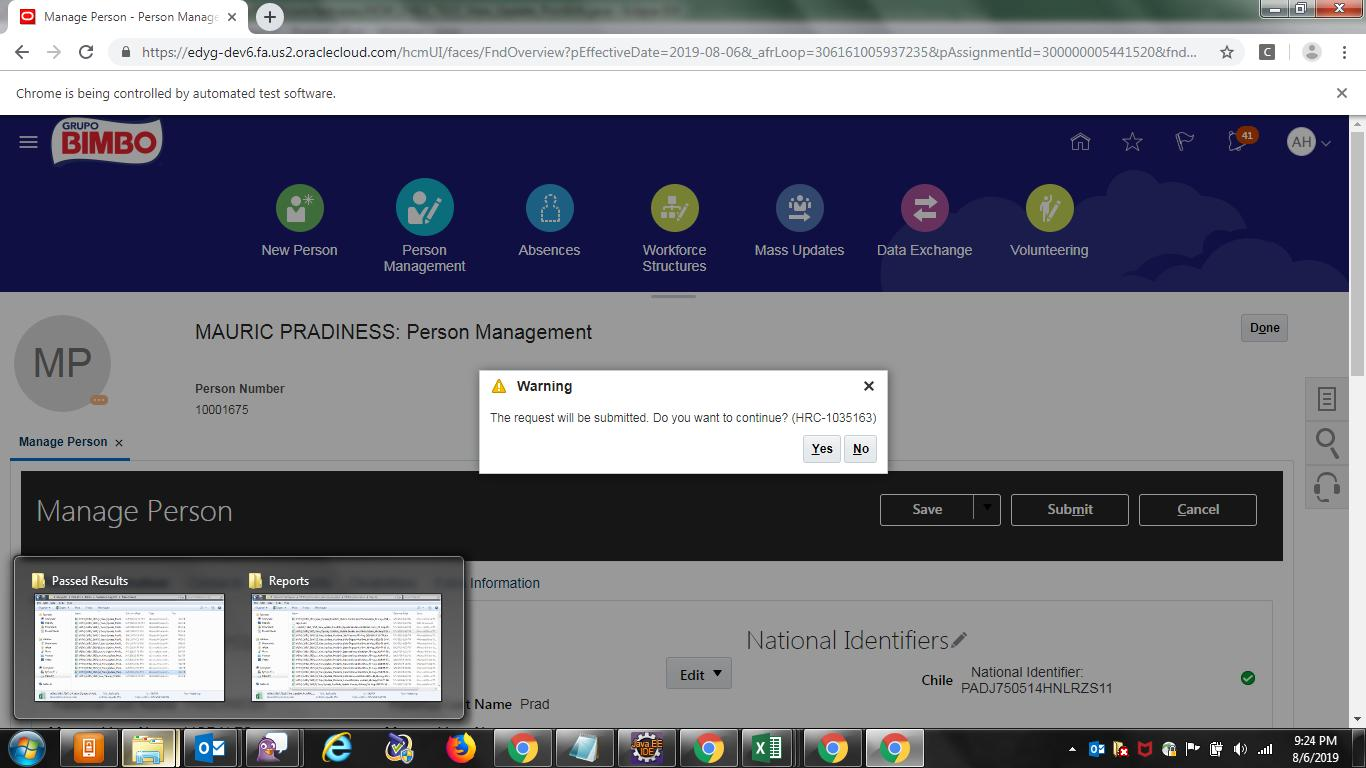 Manage Person - Person Manage
https://edyg-dev6.fa.us2.oraclecloud.com/hcmUI/faces/FndOverview?pEffectiveDate=2019-08-06&_afrLoop=306161005937235&pAssignmentId=300000005441520&fnd...
C
Chrome is being controlled by automated test software.
GRUPO
BIMBO
41
AH
New Person
Person
Management
Absences
Workforce
Structures
Mass Updates
Data Exchange
Volunteering
MP
MAURIC PRADINESS: Person Management
Done
Person Number
10001675
Warning
The request will be submitted. Do you want to continue? (HRC-1035163)
Yes
No
Manage Person
Manage Person
Save
Submit
Cancel
Passed Results
Reports
Information
National Identifiers
Edit
Chile
National Identifier:
PADJ750514HNLRZS11
Name Prad
Java EE
IDE
9:24 PM
8/6/2019